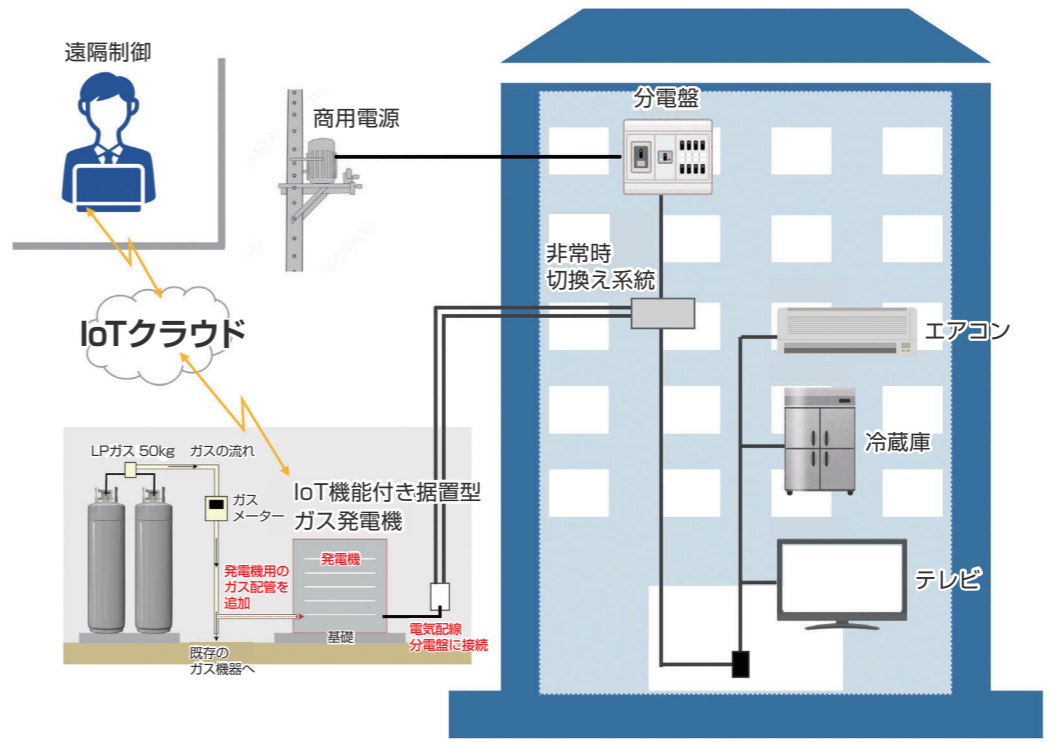 遠隔制御
商用電源
分電盤
非常時
切換え系統
IoTクラウド
エアコン
冷蔵庫
テレビ
LPガス 50kg
ガスの流れ
ガス
メーター
IoT機能付き据置型
ガス発電機
発電機
発電機用の
ガス配管を
追加
基礎
電気配線
分電盤に接続
既存の
ガス機器へ